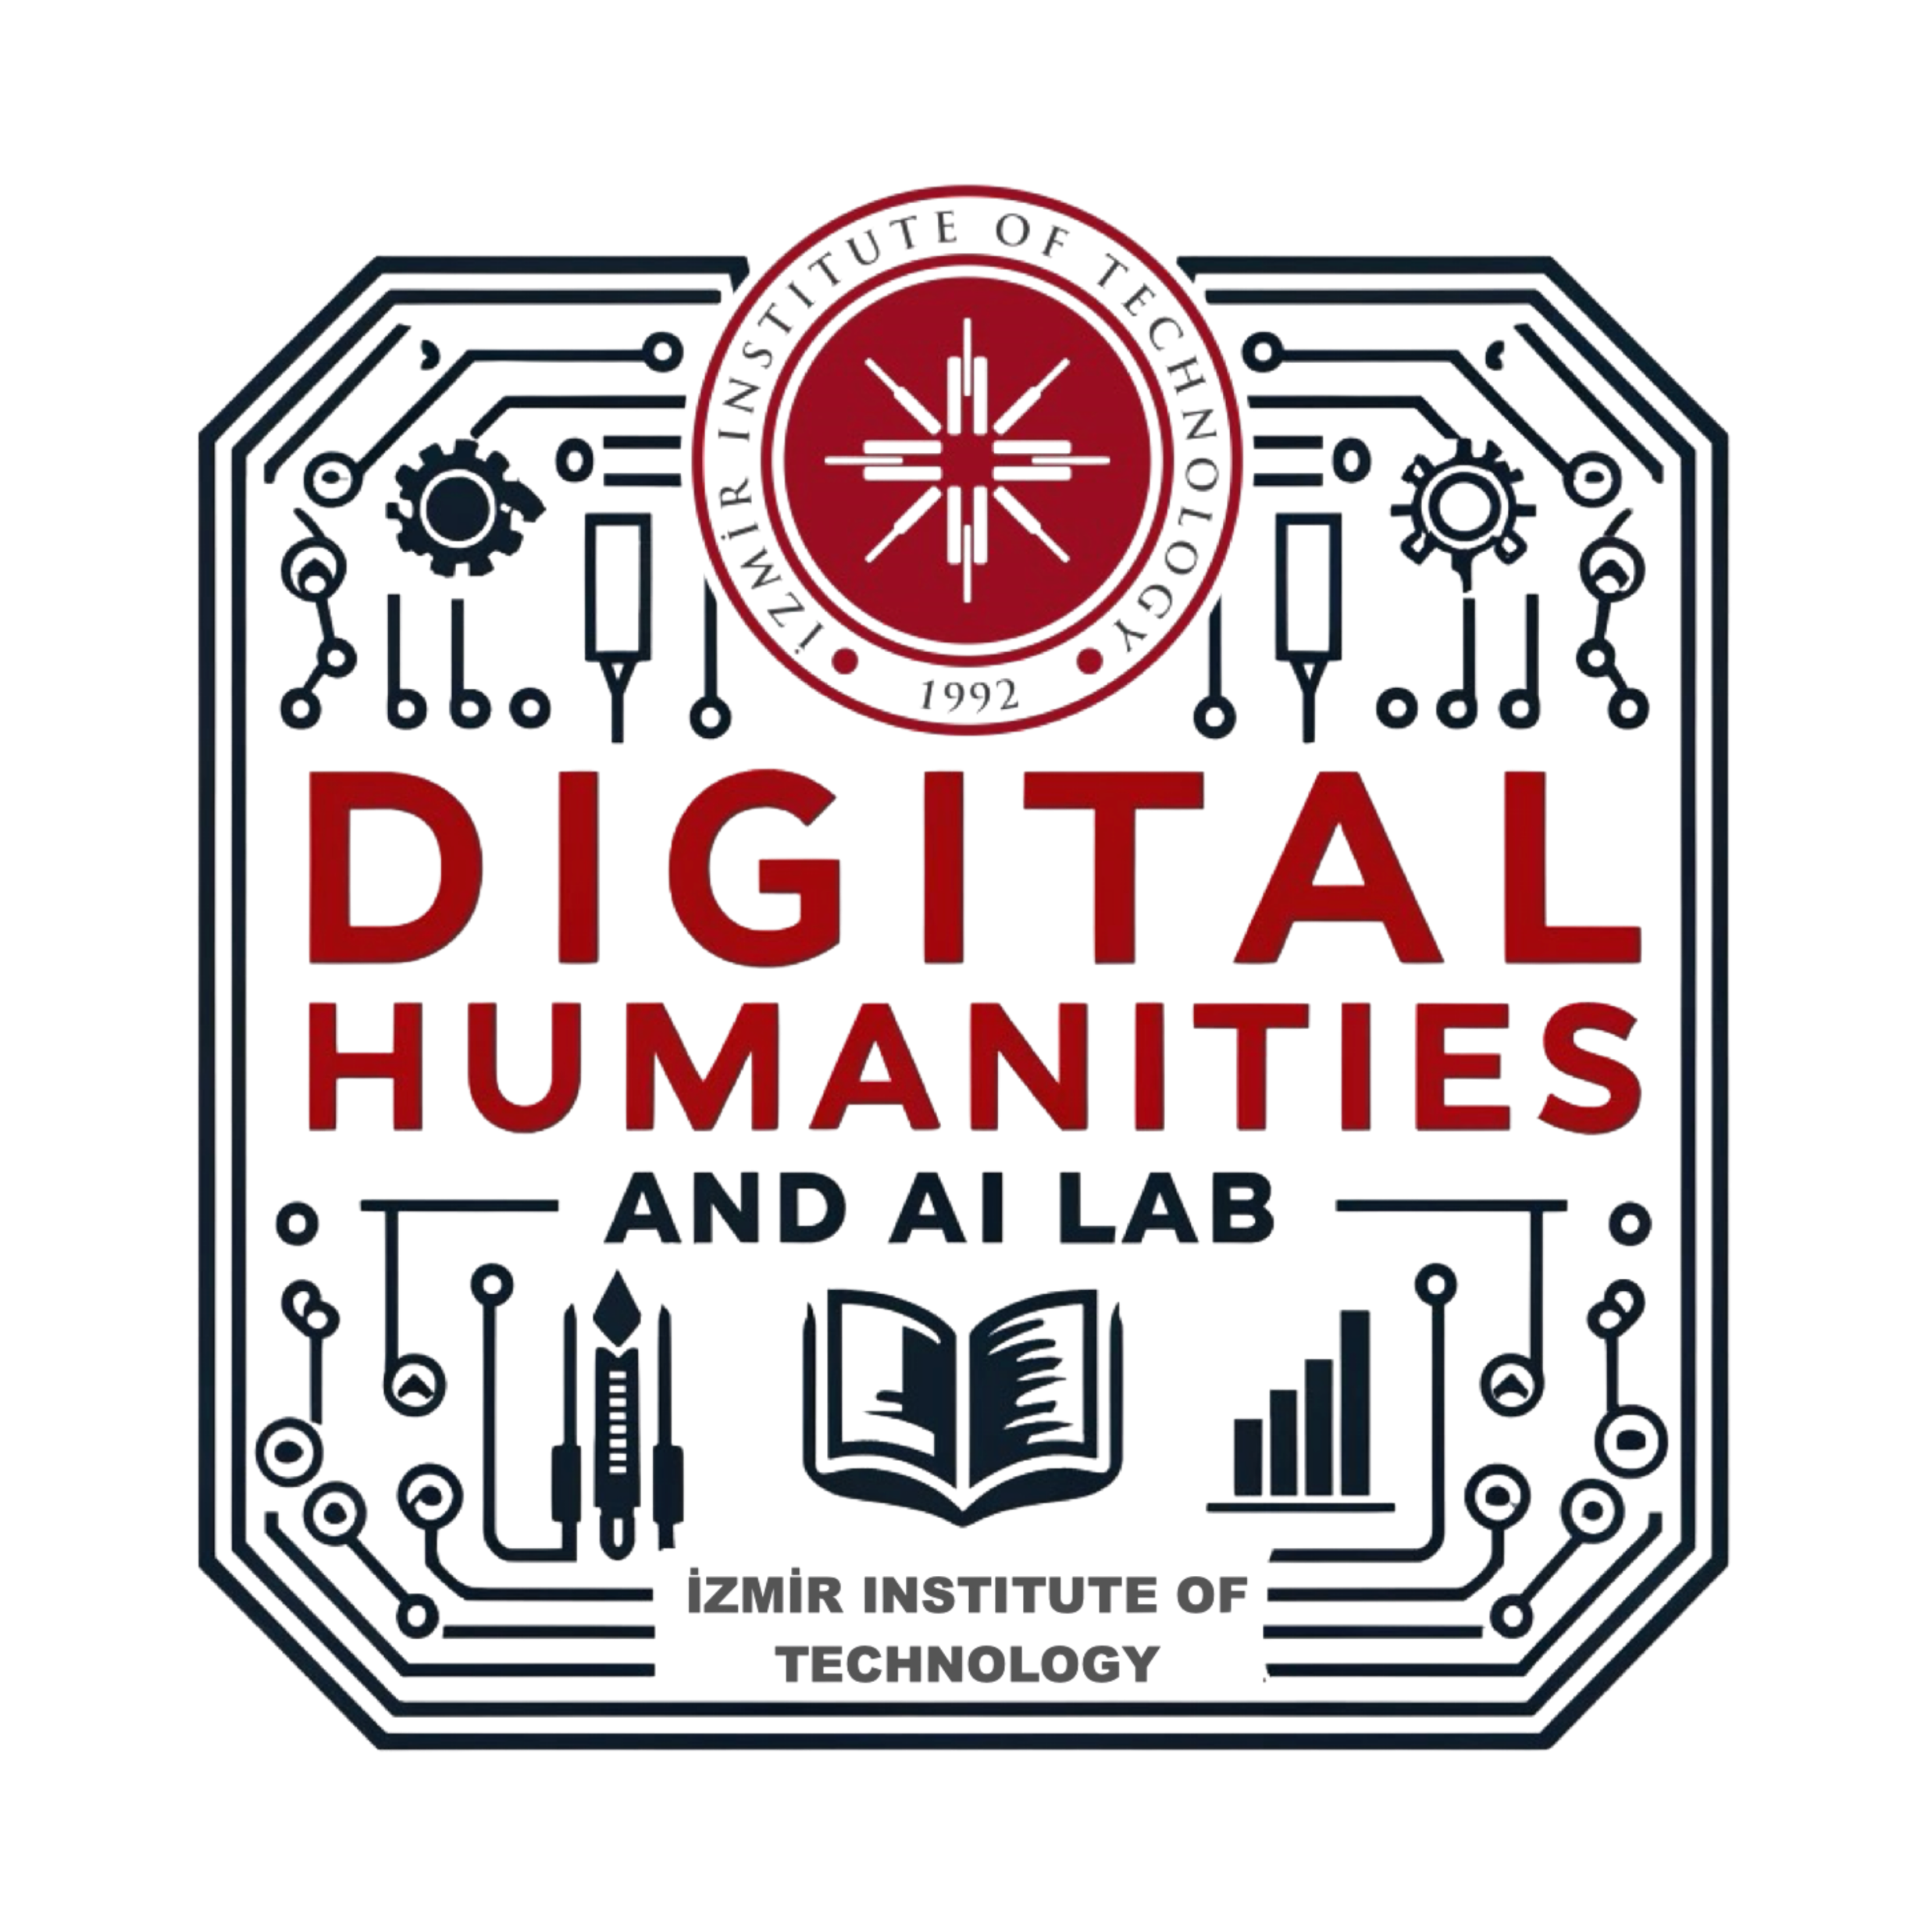 İZMİR INSTITUTE OF TECHNOLOGY
1992
DIGITAL
HUMANITIES
AND AI LAB
İZMİR INSTITUTE OF
TECHNOLOGY